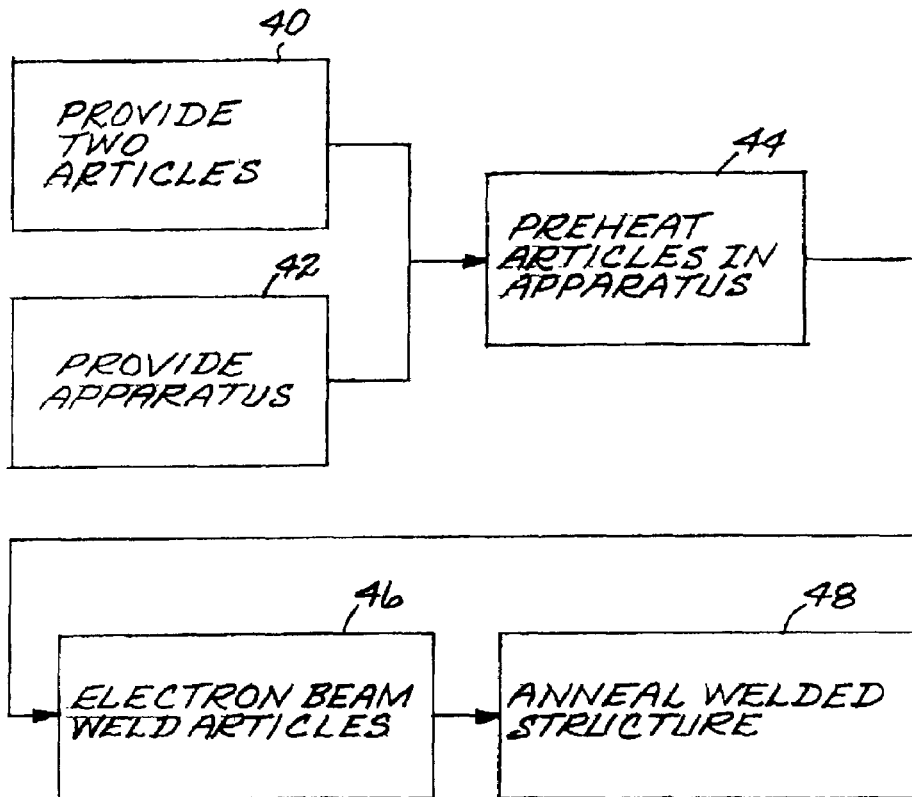 40
PROVIDE
TWO
ARTICLES
42
PROVIDE
APPARATUS
44
PREHEAT
ARTICLES IN
APPARATUS
46
ELECTRON BEAM
WELD ARTICLES
48
ANNEAL WELDED
STRUCTURE